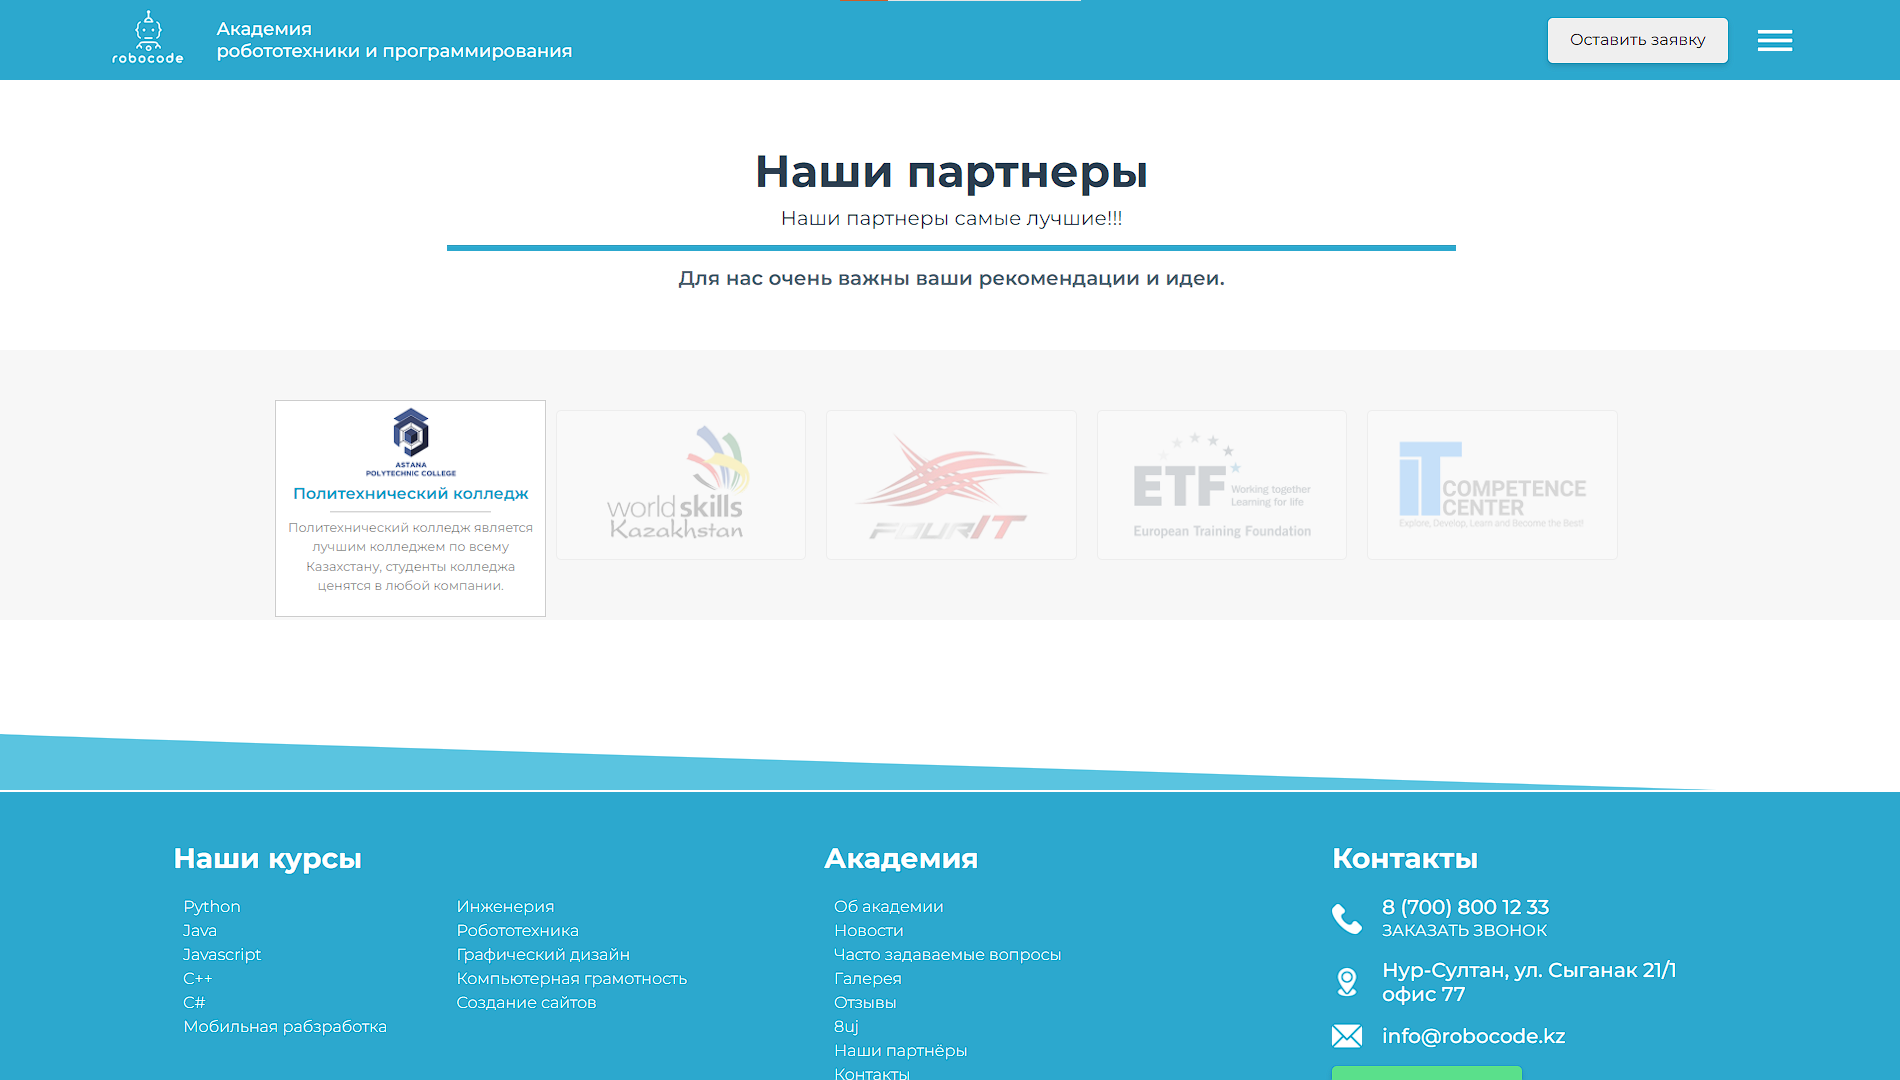 robocode
Академия
робототехники и программирования
Оставить заявку
Наши партнеры
Наши партнеры самые лучшие!!!
Для нас очень важны ваши рекомендации и идеи.
ASTANA
POLYTECHNIC COLLEGE
Политехнический колледж
Политехнический колледж является
лучшим колледжем по всему
Казахстану, студенты колледжа
ценятся в любой компании.
worldskills
Kazakhstan
FOURIT
ETF Working together
Learning for life
European Training Foundation
IT COMPETENCE
CENTER
Explore, Develop, Learn and Become the Best!
Наши курсы
Python
Java
Javascript
C++
C#
Мобильная рабзработка
Инженерия
Робототехника
Графический дизайн
Компьютерная грамотность
Создание сайтов
Академия
Об академии
Новости
Часто задаваемые вопросы
Галерея
Отзывы
8uj
Наши партнёры
Контакты
Контакты
8 (700) 800 12 33
ЗАКАЗАТЬ ЗВОНОК
Нур-Султан, ул. Сыганак 21/1
офис 77
info@robocode.kz